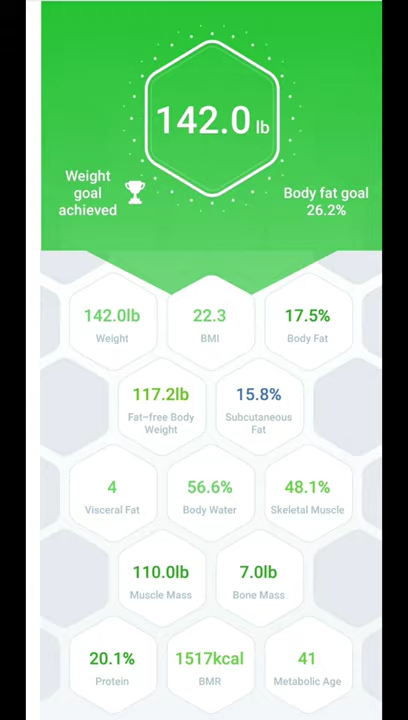 142.0 lb
Weight
goal
achieved
Body fat goal
26.2%
142.0lb
Weight
22.3
BMI
17.5%
Body Fat
117.2lb
Fat-free Body
Weight
15.8%
Subcutaneous
Fat
4
Visceral Fat
56.6%
Body Water
48.1%
Skeletal Muscle
110.0lb
Muscle Mass
7.0lb
Bone Mass
20.1%
Protein
1517kcal
BMR
41
Metabolic Age